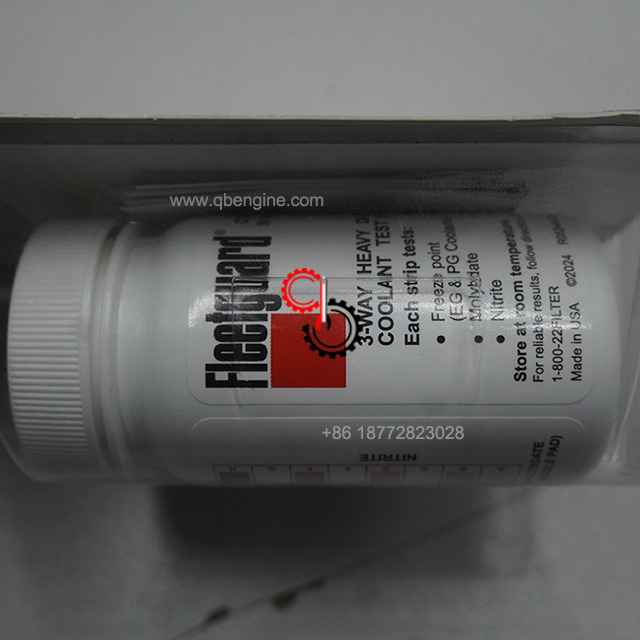 www.qbengine.com
Fleetguard®
3-WAY HEAVY
COOLANT TEST
Each strip tests:
• Freeze point
(EG & PG Coolant
• Molybdate
• Nitrite
Store at room temperature
For reliable results, follow
1-800-22FILTER
Made in USA ©2024
+86 18772823028
NITRITE